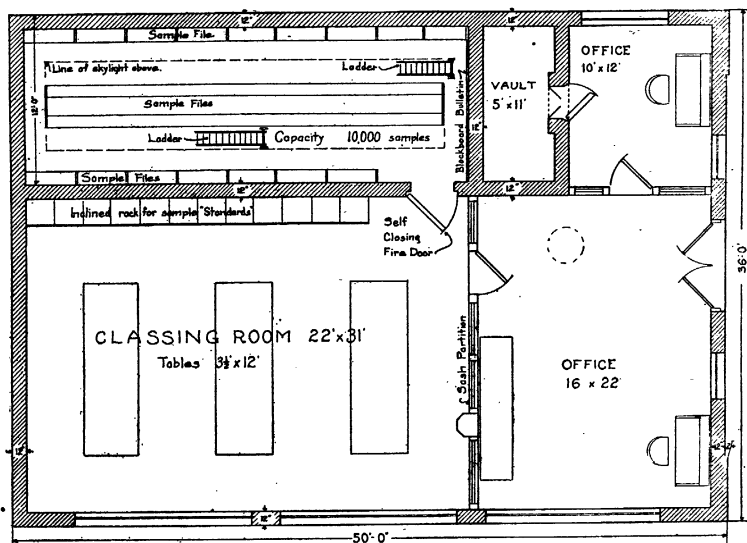 12"
12"
Sample File
OFFICE
10' x 12'
Line of skylight above.
Ladder
VAULT
5' x 11'
12'-0"
Sample Files
Blackboard Bulletin
Ladder
Capacity 10,000 samples
12"
Sample Files
12"
12"
Inclined rack for sample "Standards"
Self
Closing
Fire Door
36'-0"
CLASSING ROOM 22'x31'
Tables 3½' x 12'
Sash Partition
OFFICE
16 x 22'
12"
12"
12"
50'-0"